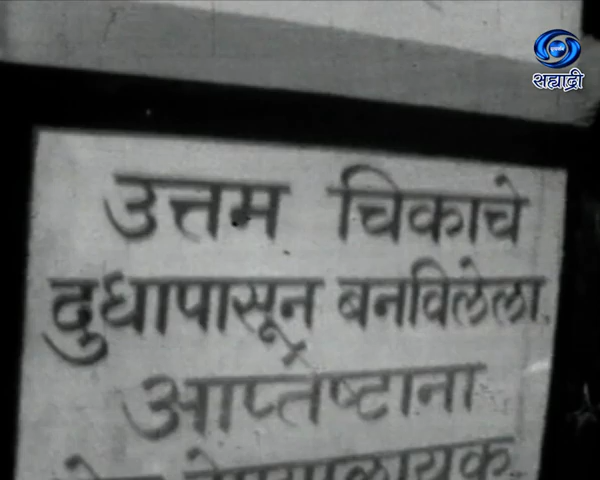 सह्याद्री
उत्तम चिकाचे
दुधापासून बनविलेला.
आप्तेष्टाना